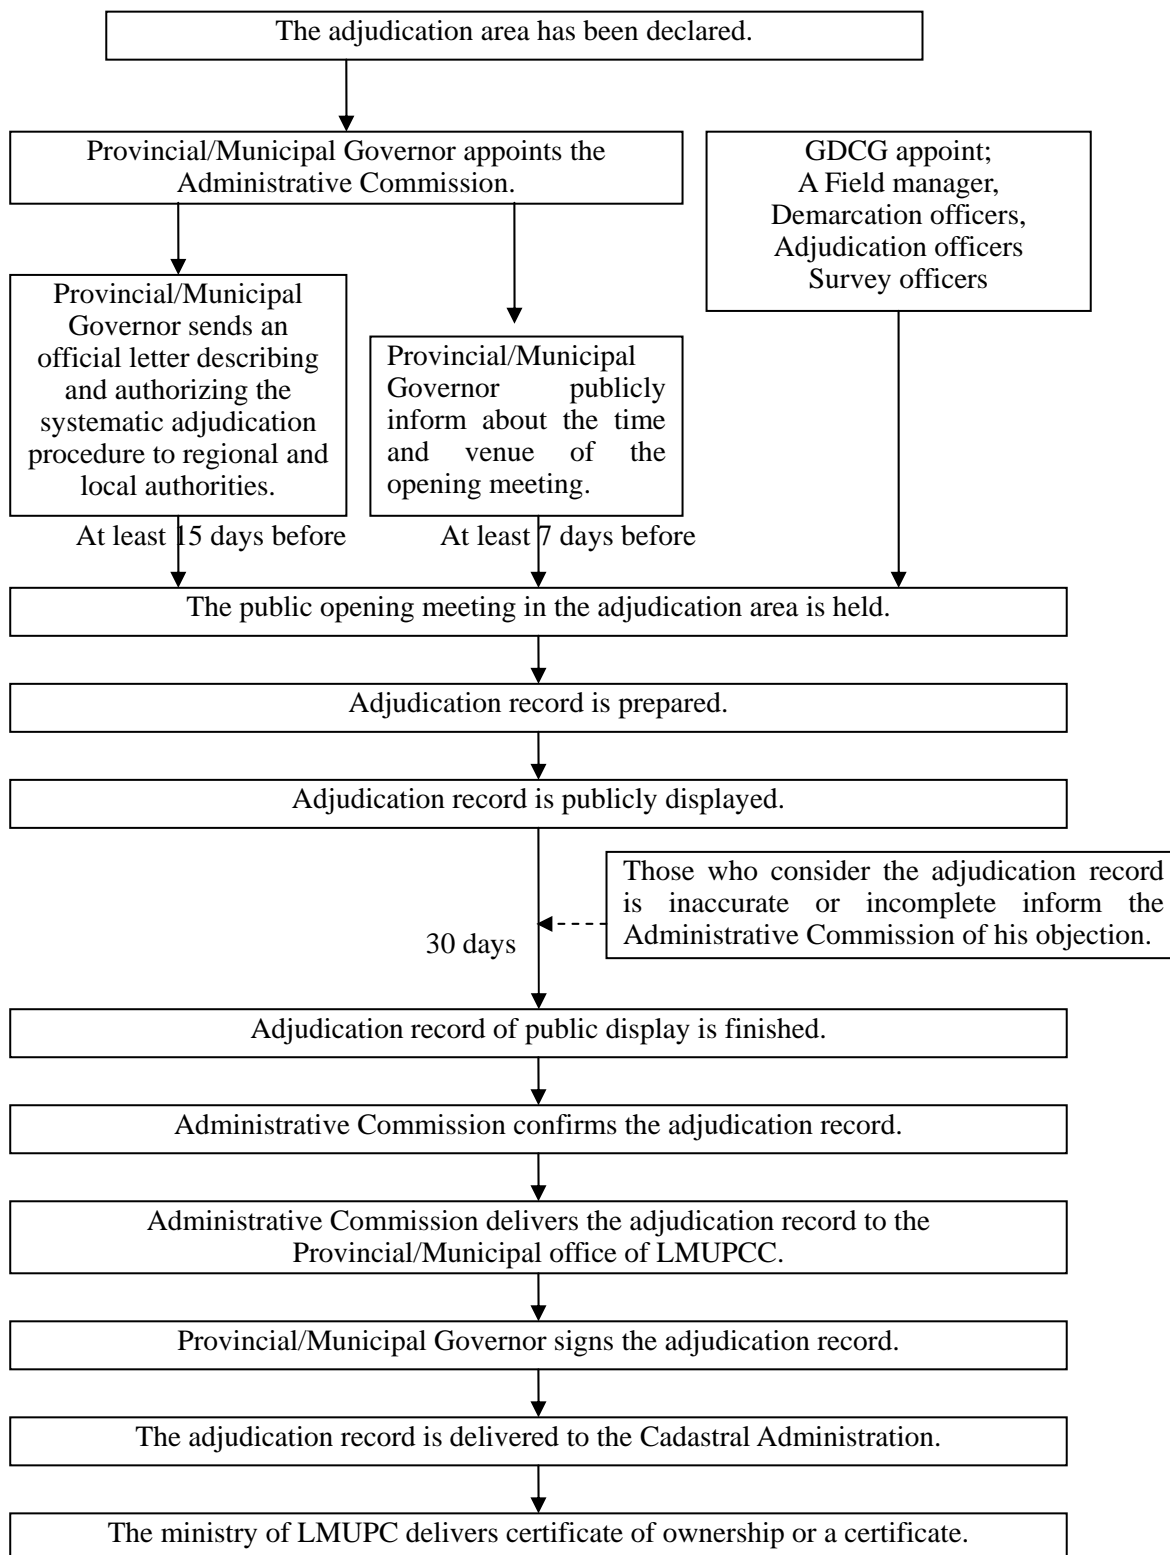 The adjudication area has been declared.
Provincial/Municipal Governor appoints the
Administrative Commission.
GDCG appoint;
A Field manager,
Demarcation officers,
Adjudication officers
Survey officers
Provincial/Municipal
Governor sends an
official letter describing
and authorizing the
systematic adjudication
procedure to regional and
local authorities.
Provincial/Municipal
Governor publicly
inform about the time
and venue of the
opening meeting.
At least 15 days before
At least 7 days before
The public opening meeting in the adjudication area is held.
Adjudication record is prepared.
Adjudication record is publicly displayed.
Those who consider the adjudication record
is inaccurate or incomplete inform the
Administrative Commission of his objection.
30 days
Adjudication record of public display is finished.
Administrative Commission confirms the adjudication record.
Administrative Commission delivers the adjudication record to the
Provincial/Municipal office of LMUPCC.
Provincial/Municipal Governor signs the adjudication record.
The adjudication record is delivered to the Cadastral Administration.
The ministry of LMUPC delivers certificate of ownership or a certificate.